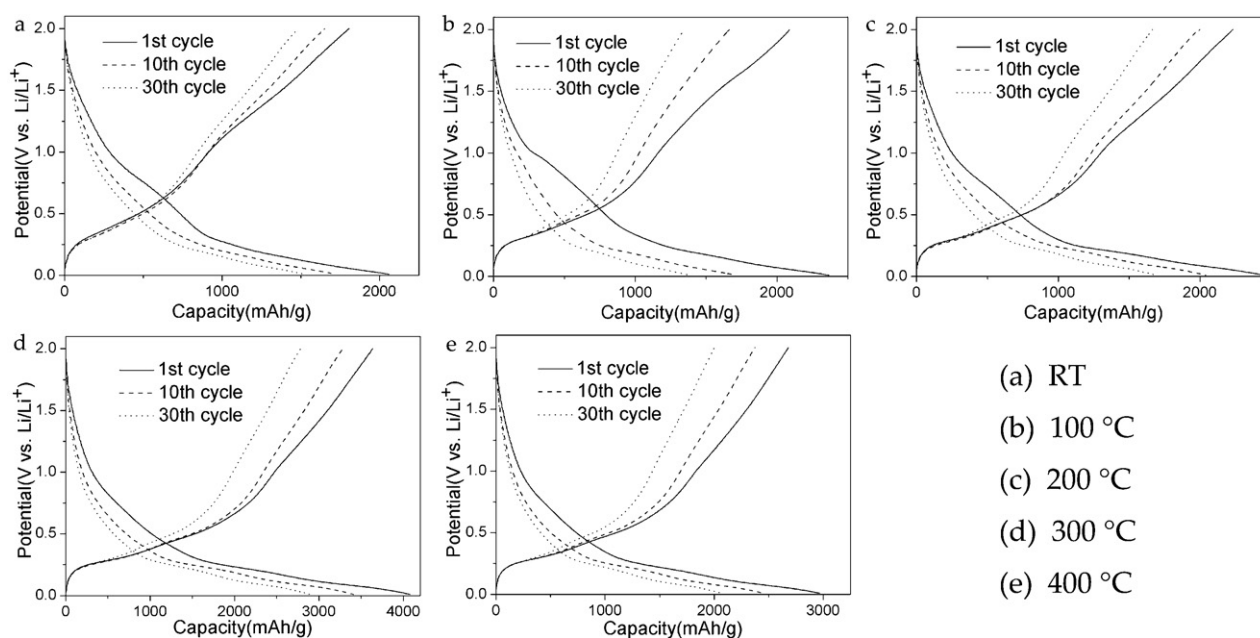 a
2.0
1.5
1.0
0.5
0.0
Potential(V vs. Li/Li⁺)
1st cycle
10th cycle
30th cycle
0 1000 2000
Capacity(mAh/g)
b
2.0
1.5
1.0
0.5
0.0
Potential(V vs. Li/Li⁺)
1st cycle
10th cycle
30th cycle
0 1000 2000
Capacity(mAh/g)
c
2.0
1.5
1.0
0.5
0.0
Potential(V vs. Li/Li⁺)
1st cycle
10th cycle
30th cycle
0 1000 2000
Capacity(mAh/g)
d
2.0
1.5
1.0
0.5
0.0
Potential(V vs. Li/Li⁺)
1st cycle
10th cycle
30th cycle
0 1000 2000 3000 4000
Capacity(mAh/g)
e
2.0
1.5
1.0
0.5
0.0
Potential(V vs. Li/Li⁺)
1st cycle
10th cycle
30th cycle
0 1000 2000 3000
Capacity(mAh/g)
(a) RT
(b) 100 °C
(c) 200 °C
(d) 300 °C
(e) 400 °C